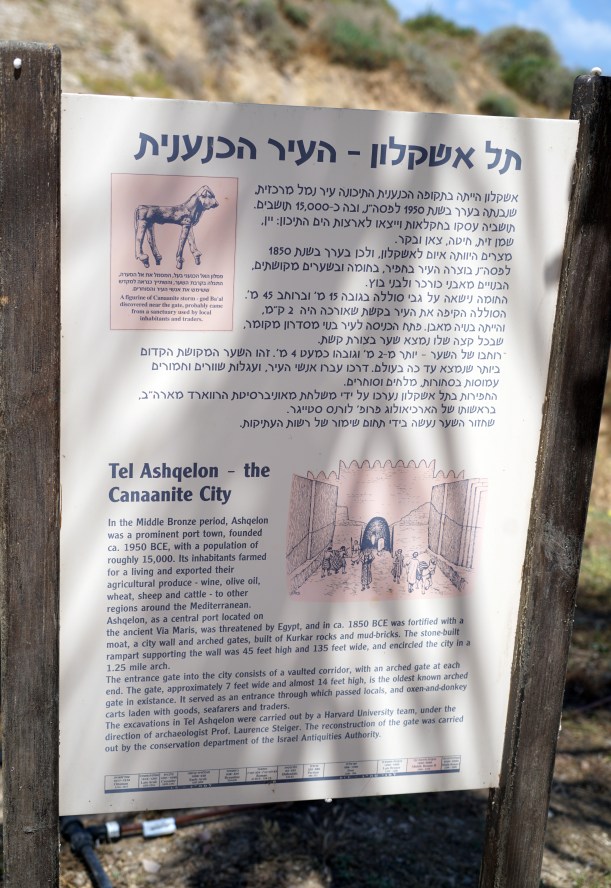 תל אשקלון - העיר הכנענית
אשקלון הייתה בתקופה הכנענית התיכונה עיר נמל מרכזית,
שנבנתה בערך בשנת 1950 לפסה"נ, ובה כ-15,000 תושבים.
תושביה עסקו בחקלאות וייצאו לארצות הים התיכון: יין,
שמן זית, חיטה, צאן ובקר.
מצרים היוותה איום לאשקלון, ולכן בערך בשנת 1850
לפסה"נ, בוצרה העיר בחפיר, בחומה ובשערים מקושתים,
הבנויים מאבני כורכר ולבני בוץ.
החומה נישאה על גבי סוללה בגובה 15 מ' וברוחב 45 מ'.
הסוללה הקיפה את העיר בקשת שאורכה היה 2 ק"מ,
והייתה בנויה מאבן. פתח הכניסה לעיר בנוי מסדרון מקומר,
שבכל קצה שלו נמצא שער בצורת קשת.
רוחבו של השער - יותר מ-2 מ' וגובהו כמעט 4 מ'. זהו השער המקושת הקדום
ביותר שנמצא עד כה בעולם. דרכו עברו אנשי העיר, ועגלות שוורים וחמורים
עמוסות בסחורות, מלחים וסוחרים.
החפירות בתל אשקלון נערכו על ידי משלחת מאוניברסיטת הרווארד מארה"ב,
בראשותו של הארכיאולוג פרופ' לורנס סטייגר.
שחזור השער נעשה בידי תחום שימור של רשות העתיקות.
A figurine of Canaanite storm - god Ba'al
discovered near the gate, probably came
from a sanctuary used by local
inhabitants and traders.
Tel Ashqelon - the
Canaanite City
In the Middle Bronze period, Ashqelon
was a prominent port town, founded
ca. 1950 BCE, with a population of
roughly 15,000. Its inhabitants farmed
for a living and exported their
agricultural produce - wine, olive oil,
wheat, sheep and cattle - to other
regions around the Mediterranean.
Ashqelon, as a central port located on
the ancient Via Maris, was threatened by Egypt, and in ca. 1850 BCE was fortified with a
moat, a city wall and arched gates, built of Kurkar rocks and mud-bricks. The stone-built
rampart supporting the wall was 45 feet high and 135 feet wide, and encircled the city in a
1.25 mile arch.
The entrance gate into the city consists of a vaulted corridor, with an arched gate at each
end. The gate, approximately 7 feet wide and almost 14 feet high, is the oldest known arched
gate in existance. It served as an entrance through which passed locals, and oxen-and-donkey
carts laden with goods, seafarers and traders.
The excavations in Tel Ashqelon were carried out by a Harvard University team, under the
direction of archaeologist Prof. Laurence Steiger. The reconstruction of the gate was carried
out by the conservation department of the Israel Antiquities Authority.